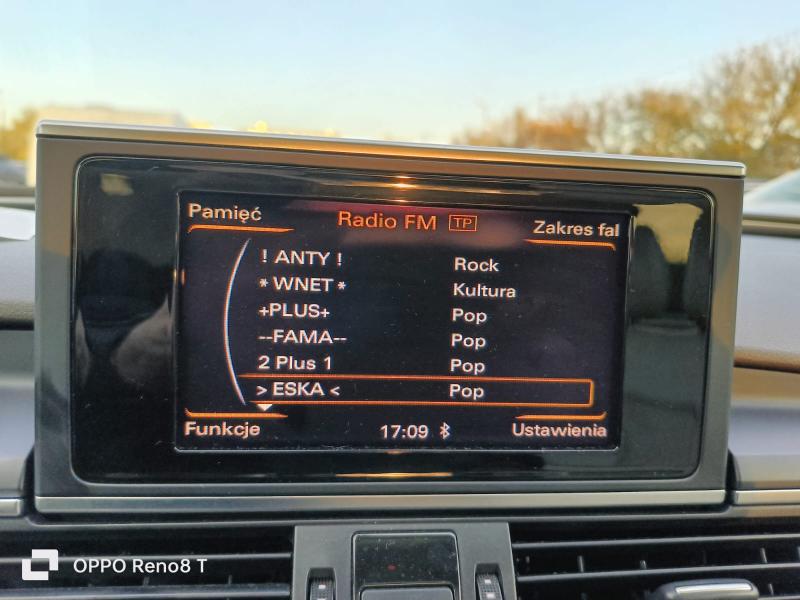 Pamięć
Radio FM TP
Zakres fal
! ANTY ! Rock
* WNET * Kultura
+PLUS+ Pop
--FAMA-- Pop
2 Plus 1 Pop
> ESKA < Pop
Funkcje 17:09 Ustawienia
OPPO Reno8 T